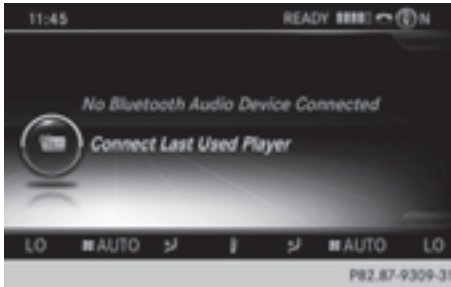 11:45 READY N
No Bluetooth Audio Device Connected
Connect Last Used Player
LO AUTO AUTO LO
P82.87-9309-31